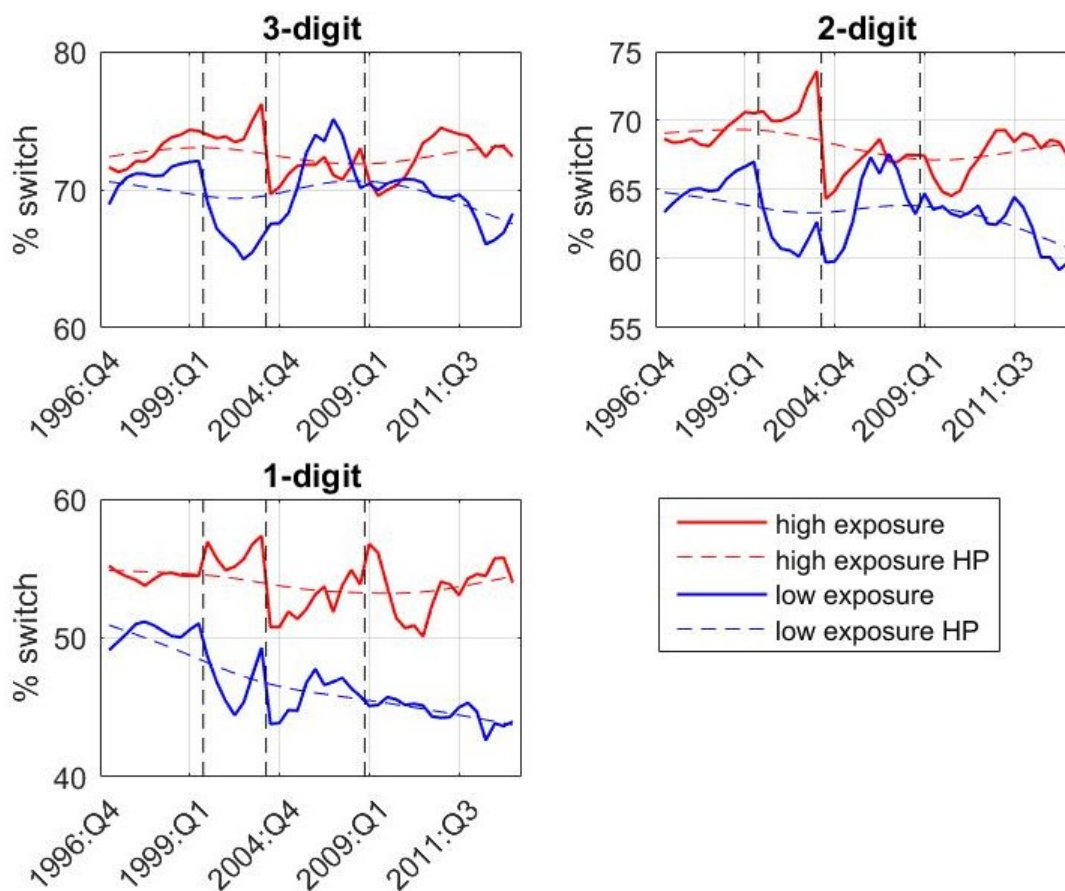 3-digit
80
70
60
% switch
1996:Q4
1999:Q1
2004:Q4
2009:Q1
2011:Q3
2-digit
75
70
65
60
55
% switch
1996:Q4
1999:Q1
2004:Q4
2009:Q1
2011:Q3
1-digit
60
50
40
% switch
1996:Q4
1999:Q1
2004:Q4
2009:Q1
2011:Q3
high exposure
high exposure HP
low exposure
low exposure HP